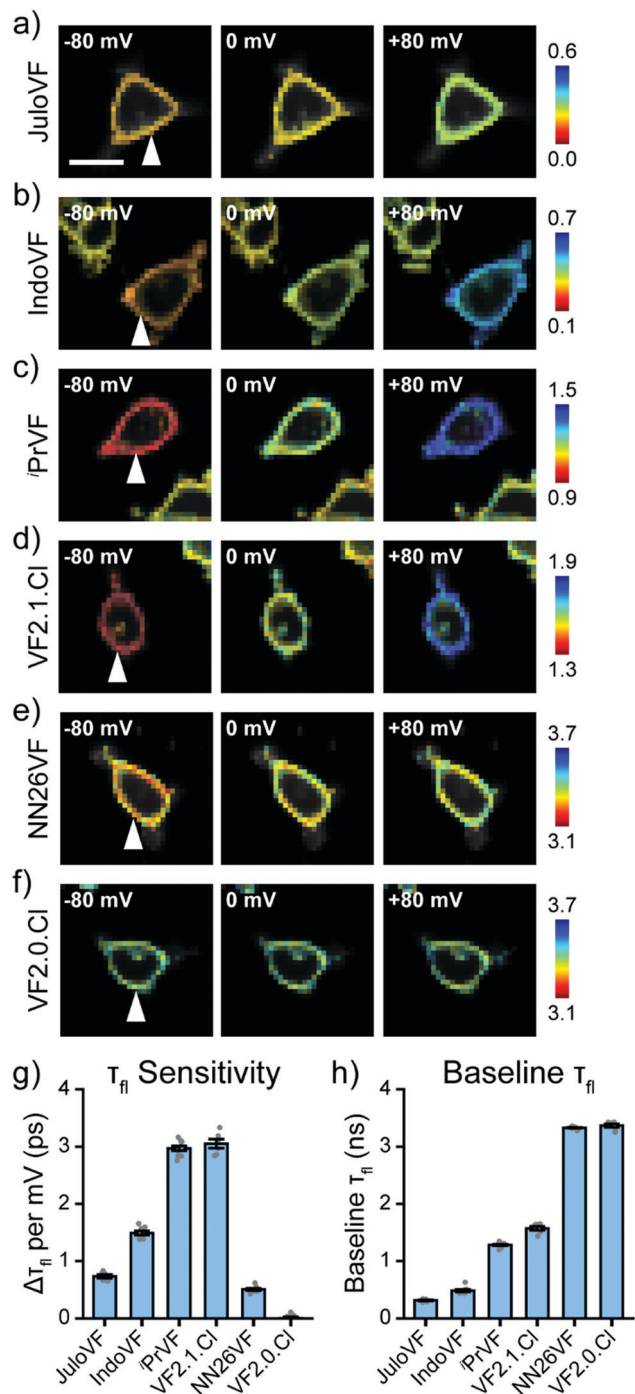 a)
JuloVF
-80 mV
0 mV
+80 mV
0.6
0.0
b)
IndoVF
-80 mV
0 mV
+80 mV
0.7
0.1
c)
iPrVF
-80 mV
0 mV
+80 mV
1.5
0.9
d)
VF2.1.Cl
-80 mV
0 mV
+80 mV
1.9
1.3
e)
NN26VF
-80 mV
0 mV
+80 mV
3.7
3.1
f)
VF2.0.Cl
-80 mV
0 mV
+80 mV
3.7
3.1
g)
τfl Sensitivity
Δτfl per mV (ps)
4
3
2
1
0
JuloVF
IndoVF
iPrVF
VF2.1.Cl
NN26VF
VF2.0.Cl
h)
Baseline τfl
Baseline τfl (ns)
4
3
2
1
0
JuloVF
IndoVF
iPrVF
VF2.1.Cl
NN26VF
VF2.0.Cl